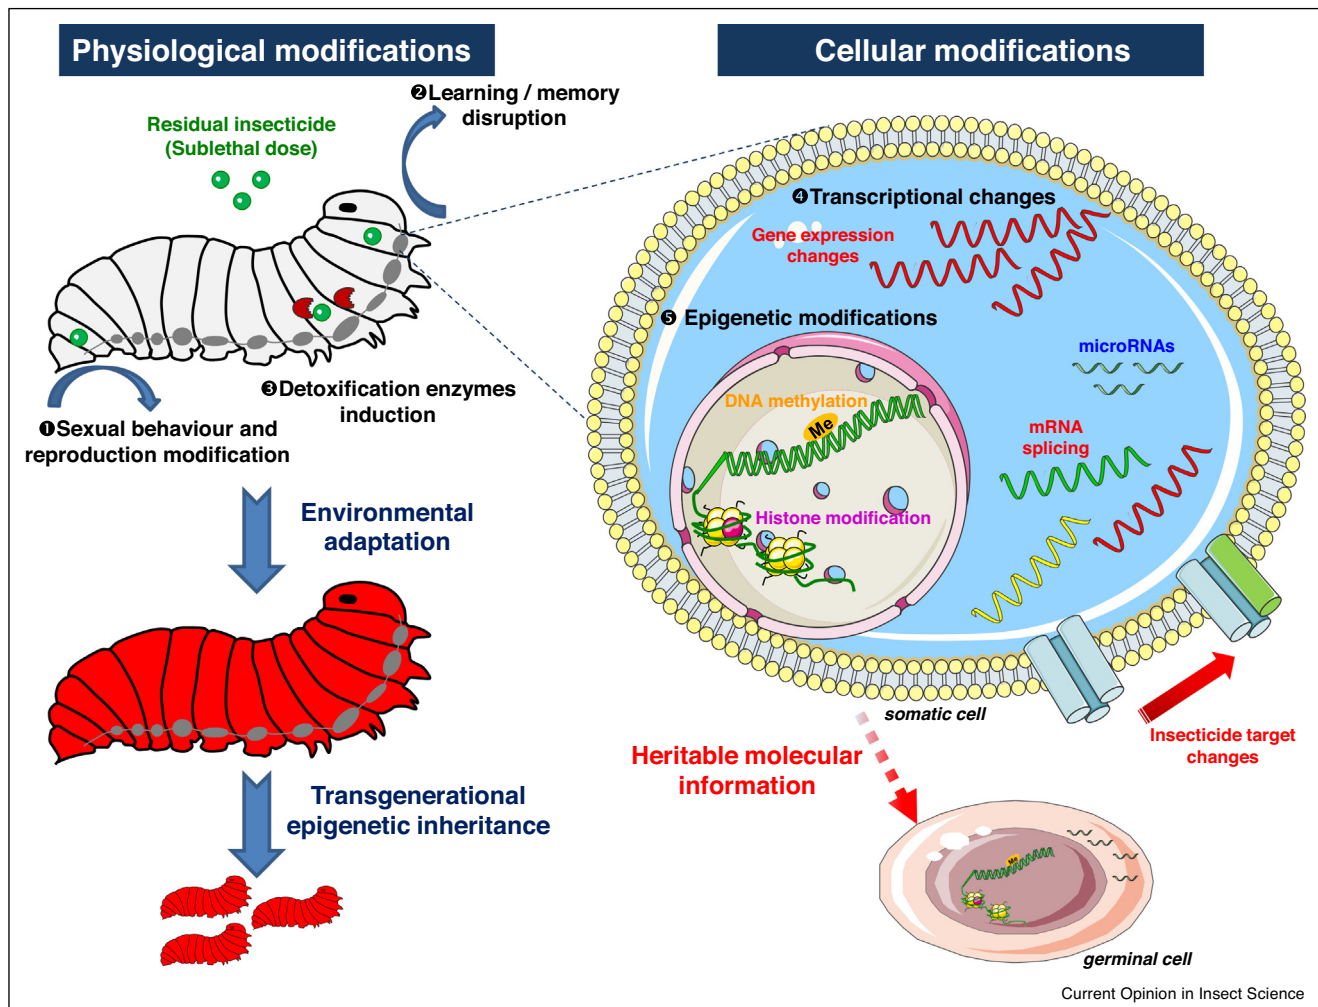 Physiological modifications
Cellular modifications
Residual insecticide
(Sublethal dose)
❷Learning / memory
disruption
❸Detoxification enzymes
induction
❶Sexual behaviour and
reproduction modification
Environmental
adaptation
Transgenerational
epigenetic inheritance
❹Transcriptional changes
Gene expression
changes
❺ Epigenetic modifications
microRNAs
DNA methylation
Me
mRNA
splicing
Histone modification
somatic cell
Insecticide target
changes
Heritable molecular
information
Me
germinal cell
Current Opinion in Insect Science